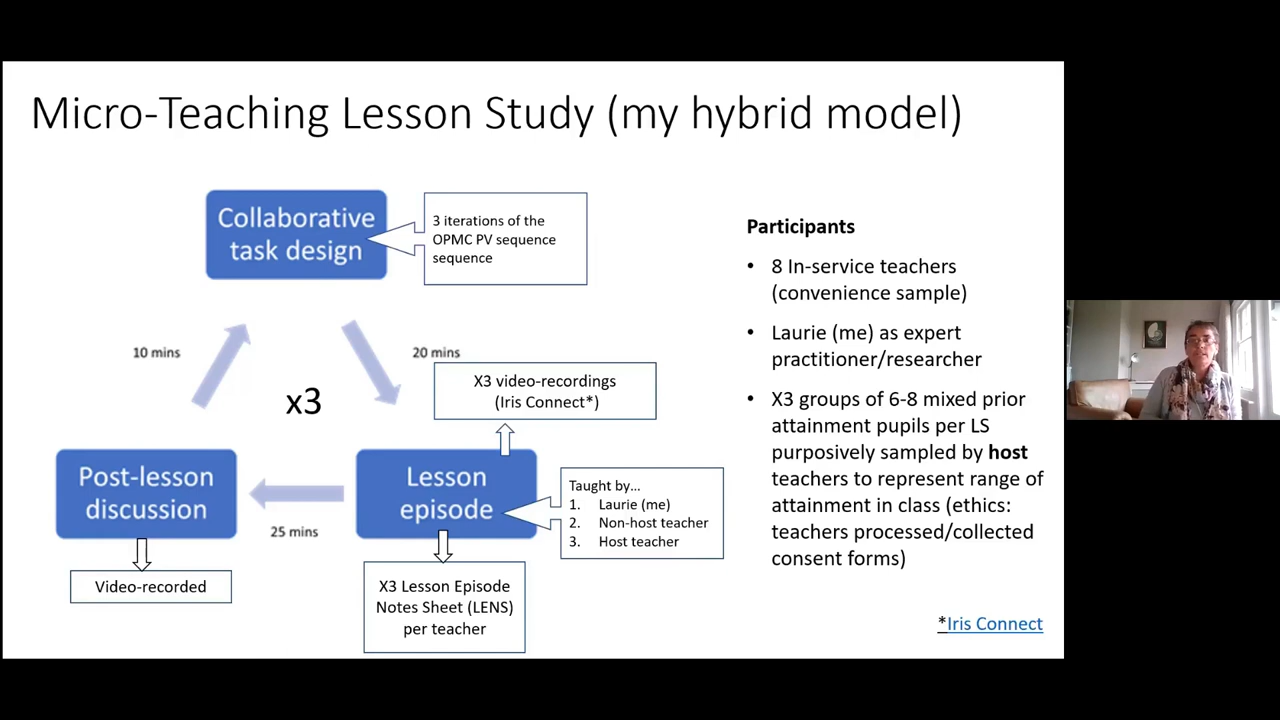 Micro-Teaching Lesson Study (my hybrid model)
Collaborative
task design
3 iterations of the
OPMC PV sequence
sequence
10 mins
20 mins
x3
X3 video-recordings
(Iris Connect*)
Post-lesson
discussion
25 mins
Lesson
episode
Taught by…
1. Laurie (me)
2. Non-host teacher
3. Host teacher
Video-recorded
X3 Lesson Episode
Notes Sheet (LENS)
per teacher
Participants
• 8 In-service teachers
(convenience sample)
• Laurie (me) as expert
practitioner/researcher
• X3 groups of 6-8 mixed prior
attainment pupils per LS
purposively sampled by host
teachers to represent range of
attainment in class (ethics:
teachers processed/collected
consent forms)
*Iris Connect